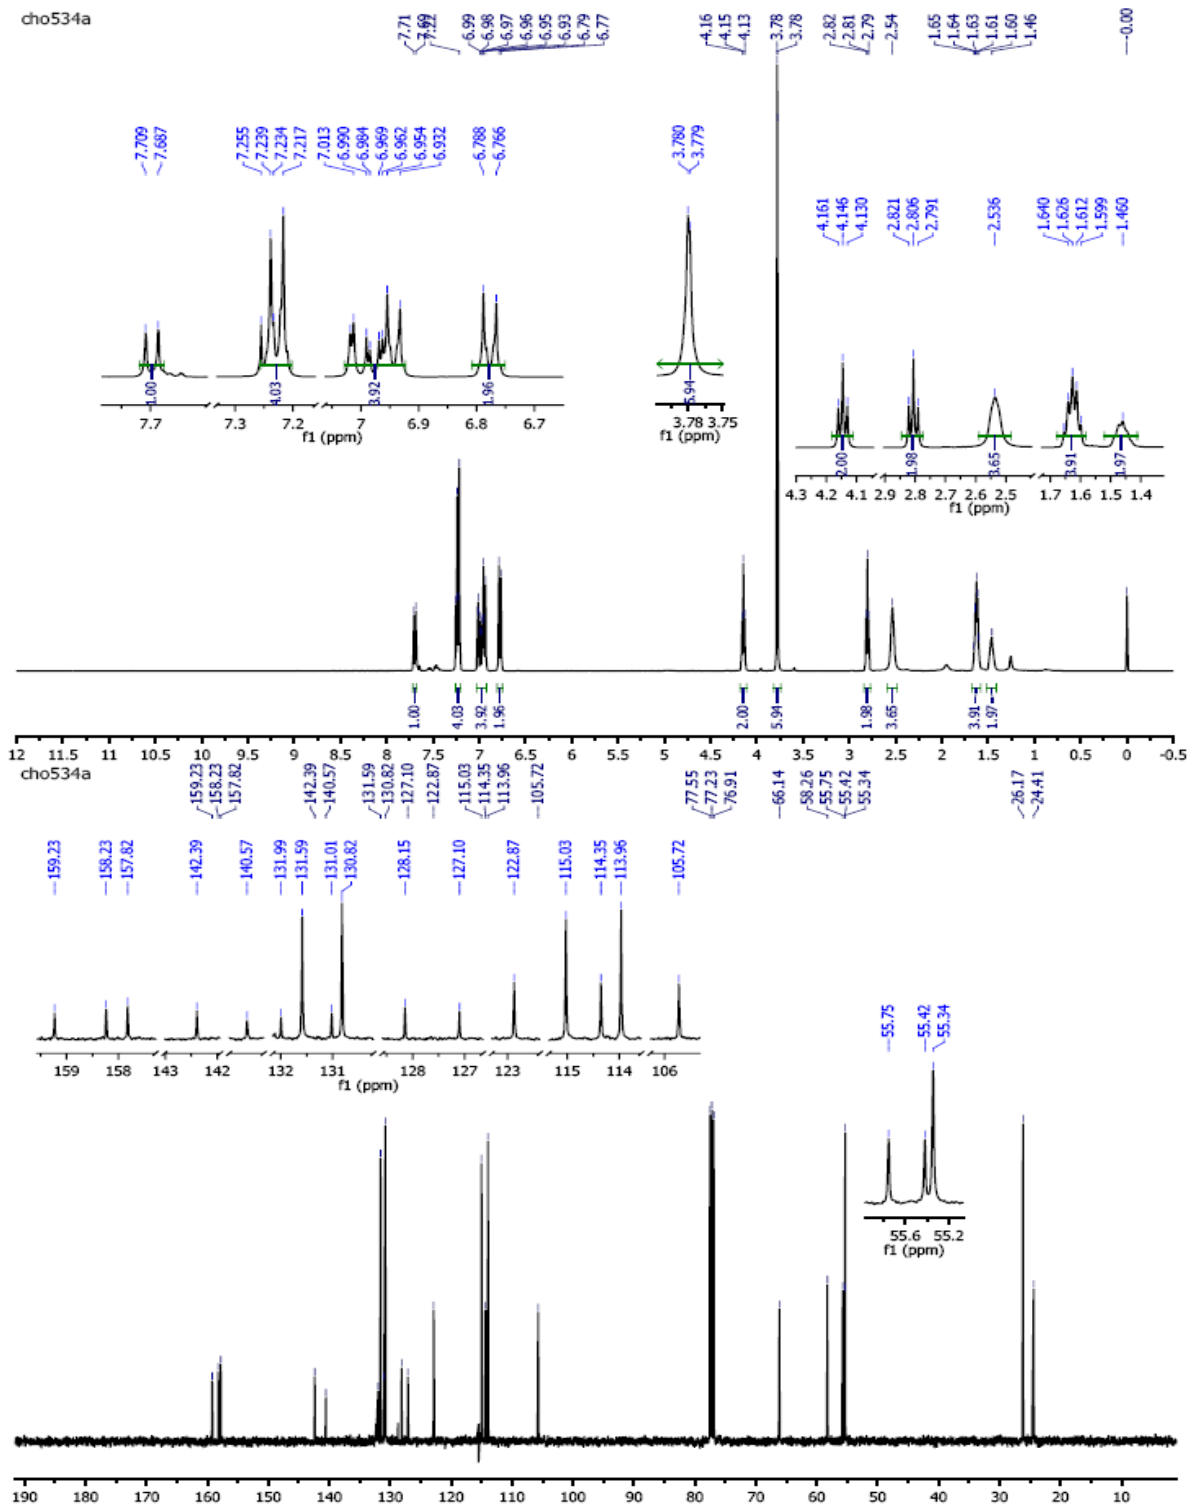 cho534a
7.71 7.69 7.22 6.99 6.98 6.97 6.96 6.95 6.93 6.79 6.77 4.16 4.15 4.13 3.78 3.78 2.82 2.81 2.79 2.54 1.65 1.64 1.63 1.61 1.60 1.46 -0.00
7.709 7.687 7.255 7.239 7.234 7.217 7.013 6.990 6.984 6.969 6.962 6.954 6.932 6.788 6.766 3.780 3.779
4.161 4.146 4.130 2.821 2.806 2.791 2.536 1.640 1.626 1.612 1.599 1.460
1.00 4.03 3.92 1.96 5.94
7.7 7.3 7.2 7 6.9 6.8 6.7 3.78 3.75
f1 (ppm) f1 (ppm)
2.00 1.98 3.65 3.91 1.97
4.3 4.2 4.1 2.9 2.8 2.7 2.6 2.5 1.7 1.6 1.5 1.4
f1 (ppm)
1.00 4.03 3.92 1.96 2.00 5.94 1.98 3.65 3.91 1.97
12 11.5 11.0 10.5 10.0 9.5 9.0 8.5 8.0 7.5 7.0 6.5 6.0 5.5 5.0 4.5 4.0 3.5 3.0 2.5 2.0 1.5 1.0 0.5 0 -0.5
cho534a
159.23 158.23 157.82 142.39 140.57 131.59 130.82 127.10 122.87 115.03 114.35 113.96 105.72 77.55 77.23 76.91 66.14 58.26 55.75 55.42 55.34 26.17 24.41
159.23 158.23 157.82 142.39 140.57 131.99 131.59 131.01 130.82 128.15 127.10 122.87 115.03 114.35 113.96 105.72
159 158 143 142 132 131 128 127 123 115 114 106
f1 (ppm)
55.75 55.42 55.34
55.6 55.2
f1 (ppm)
190 180 170 160 150 140 130 120 110 100 90 80 70 60 50 40 30 20 10